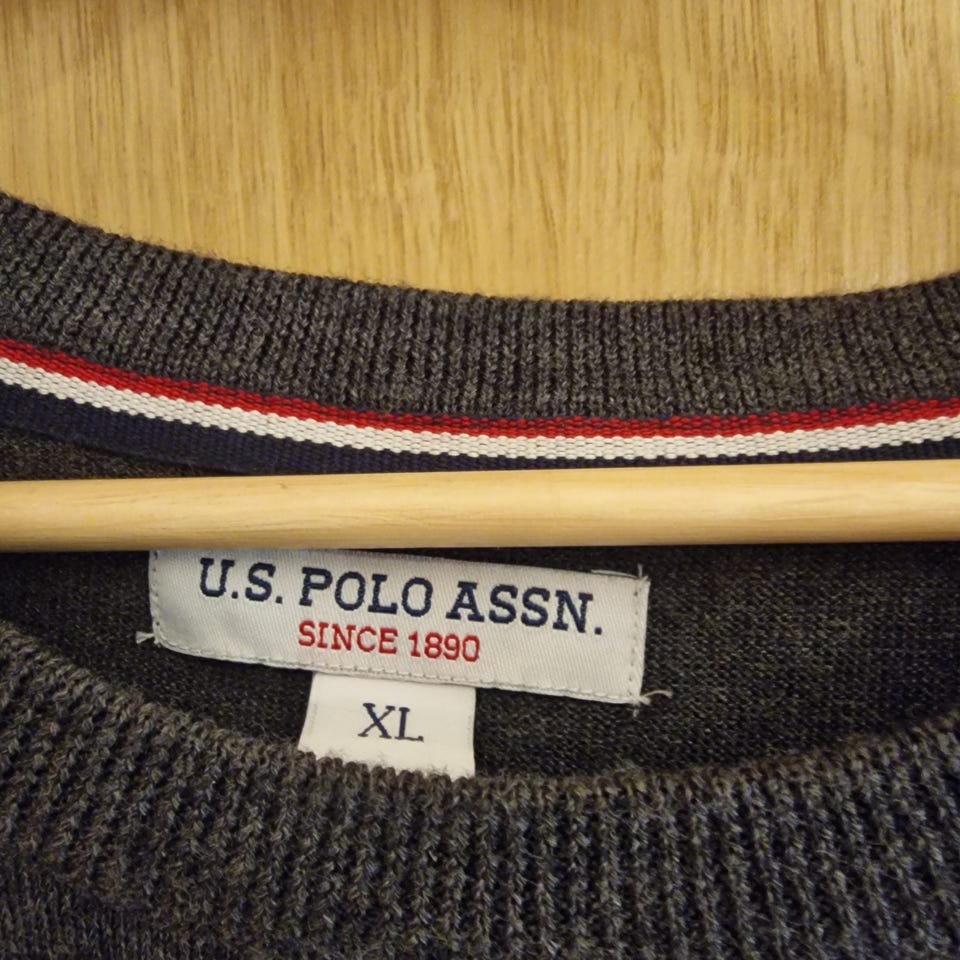 U.S. POLO ASSN.
SINCE 1890
XL